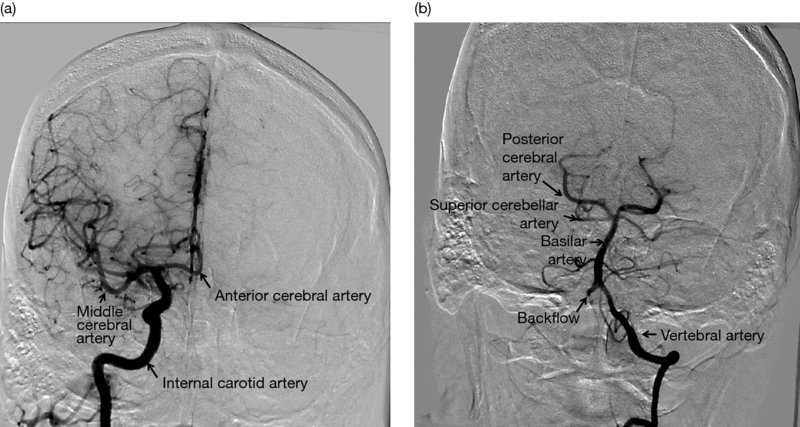 (a)
Anterior cerebral artery
Middle
cerebral
artery
Internal carotid artery
(b)
Posterior
cerebral
artery
Superior cerebellar
artery
Basilar
artery
Backflow
Vertebral artery